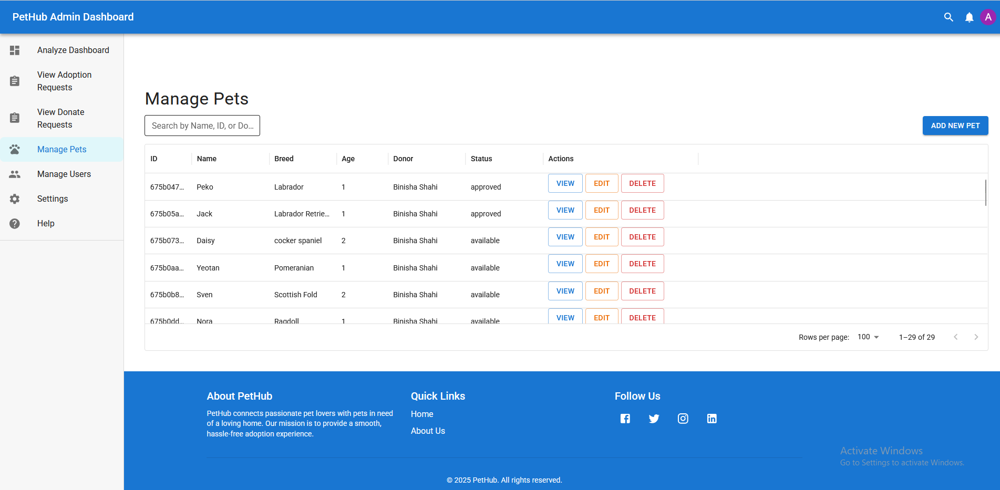 PetHub Admin Dashboard
A
Analyze Dashboard
View Adoption
Requests
View Donate
Requests
Manage Pets
Manage Users
Settings
Help
Manage Pets
Search by Name, ID, or Do...
ADD NEW PET
ID Name Breed Age Donor Status Actions
675b047... Peko Labrador 1 Binisha Shahi approved VIEW EDIT DELETE
675b05a... Jack Labrador Retrie... 1 Binisha Shahi approved VIEW EDIT DELETE
675b073... Daisy cocker spaniel 2 Binisha Shahi available VIEW EDIT DELETE
675b0aa... Yeotan Pomeranian 1 Binisha Shahi available VIEW EDIT DELETE
675b0b8... Sven Scottish Fold 2 Binisha Shahi available VIEW EDIT DELETE
675b0dd... Nora Ragdoll 1 Binisha Shahi available VIEW EDIT DELETE
Rows per page: 100 1–29 of 29
About PetHub
PetHub connects passionate pet lovers with pets in need
of a loving home. Our mission is to provide a smooth,
hassle-free adoption experience.
Quick Links
Home
About Us
Follow Us
Activate Windows
Go to Settings to activate Windows.
© 2025 PetHub. All rights reserved.